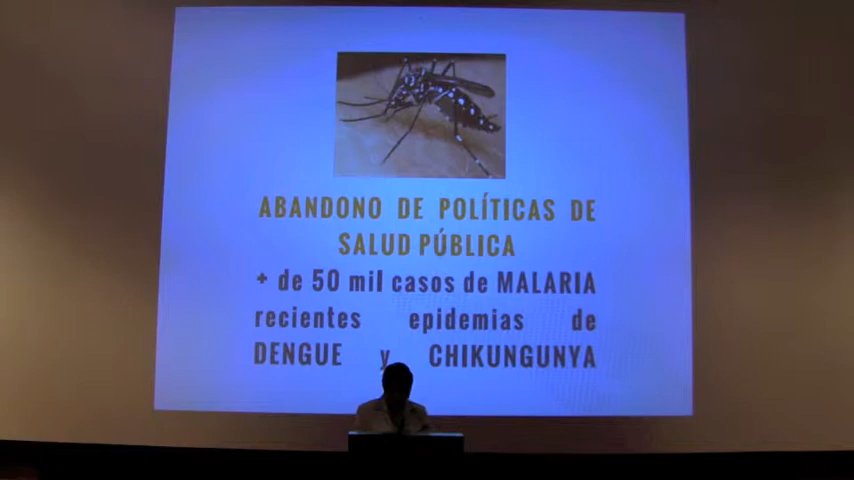 ABANDONO DE POLÍTICAS DE
SALUD PÚBLICA
+ de 50 mil casos de MALARIA
recientes epidemias de
DENGUE y CHIKUNGUNYA